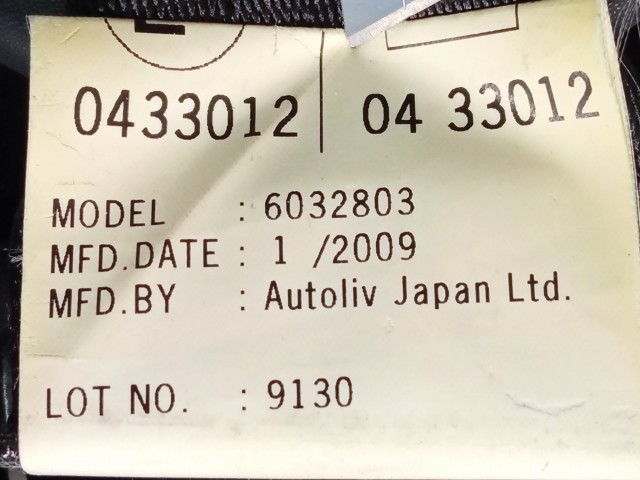 0433012 04 33012
MODEL : 6032803
MFD.DATE : 1 /2009
MFD.BY : Autoliv Japan Ltd.
LOT NO. : 9130